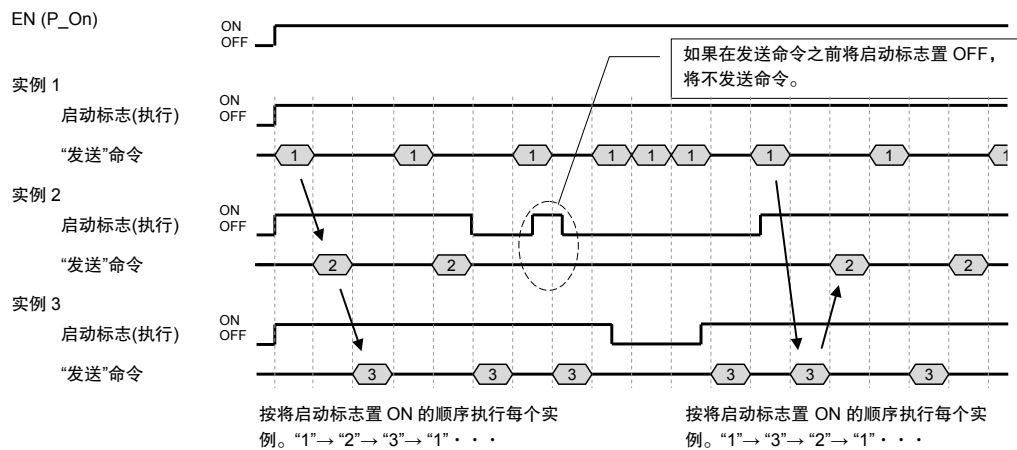 EN (P_On)
ON
OFF
如果在发送命令之前将启动标志置 OFF，
将不发送命令。
实例 1
启动标志(执行)
ON
OFF
“发送”命令
1 1 1 1 1 1 1 1 1
实例 2
启动标志(执行)
ON
OFF
“发送”命令
2 2 2 2
实例 3
启动标志(执行)
ON
OFF
“发送”命令
3 3 3 3 3 3
按将启动标志置 ON 的顺序执行每个实
例。“1”→ “2”→ “3”→ “1”・・・
按将启动标志置 ON 的顺序执行每个实
例。“1”→ “3”→ “2”→ “1”・・・